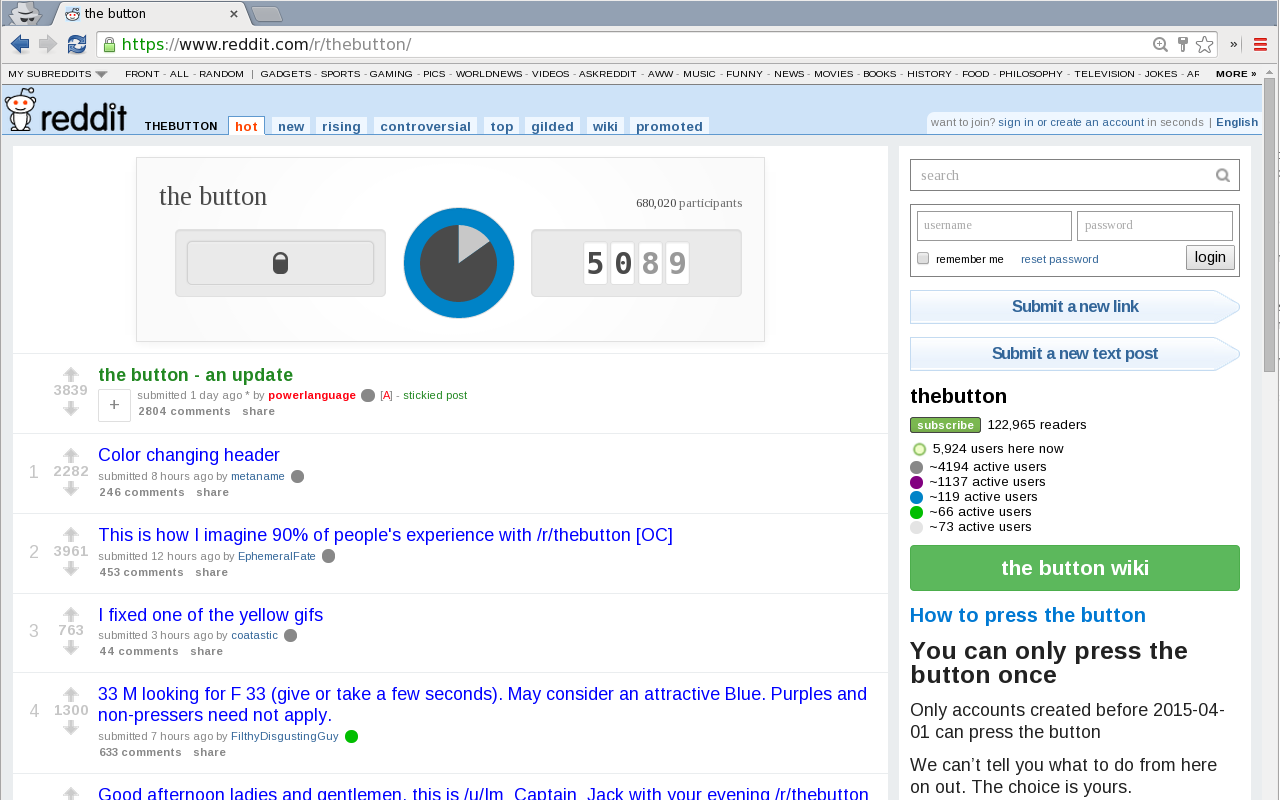 the button
https://www.reddit.com/r/thebutton/
MY SUBREDDITS FRONT - ALL - RANDOM | GADGETS - SPORTS - GAMING - PICS - WORLDNEWS - VIDEOS - ASKREDDIT - AWW - MUSIC - FUNNY - NEWS - MOVIES - BOOKS - HISTORY - FOOD - PHILOSOPHY - TELEVISION - JOKES - AR MORE »
reddit THEBUTTON hot new rising controversial top gilded wiki promoted
want to join? sign in or create an account in seconds | English
the button
680,020 participants
5089
the button - an update
3839
submitted 1 day ago * by powerlanguage [A] - stickied post
+
2804 comments share
Color changing header
1 2282
submitted 8 hours ago by metaname
246 comments share
This is how I imagine 90% of people's experience with /r/thebutton [OC]
2 3961
submitted 12 hours ago by EphemeralFate
453 comments share
I fixed one of the yellow gifs
3 763
submitted 3 hours ago by coatastic
44 comments share
33 M looking for F 33 (give or take a few seconds). May consider an attractive Blue. Purples and
non-pressers need not apply.
4 1300
submitted 7 hours ago by FilthyDisgustingGuy
633 comments share
Good afternoon ladies and gentlemen, this is /u/Im_Captain_Jack with your evening /r/thebutton
search
username password
remember me reset password login
Submit a new link
Submit a new text post
thebutton
subscribe 122,965 readers
5,924 users here now
~4194 active users
~1137 active users
~119 active users
~66 active users
~73 active users
the button wiki
How to press the button
You can only press the
button once
Only accounts created before 2015-04-
01 can press the button
We can't tell you what to do from here
on out. The choice is yours.